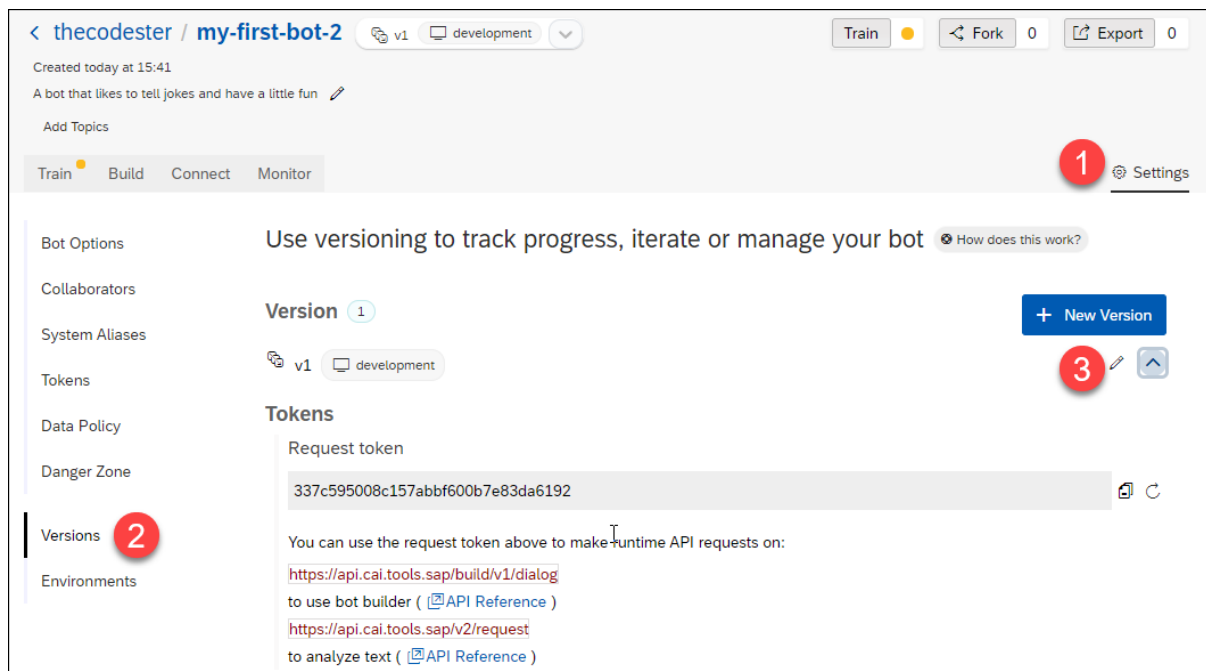 thecodester / my-first-bot-2 v1 development Train Fork 0 Export 0
Created today at 15:41
A bot that likes to tell jokes and have a little fun
Add Topics
Train Build Connect Monitor 1 Settings
Bot Options
Collaborators
System Aliases
Tokens
Data Policy
Danger Zone
Versions 2
Environments
Use versioning to track progress, iterate or manage your bot How does this work?
Version 1 + New Version
v1 development 3
Tokens
Request token
337c595008c157abbf600b7e83da6192
You can use the request token above to make runtime API requests on:
https://api.cai.tools.sap/build/v1/dialog
to use bot builder ( API Reference )
https://api.cai.tools.sap/v2/request
to analyze text ( API Reference )